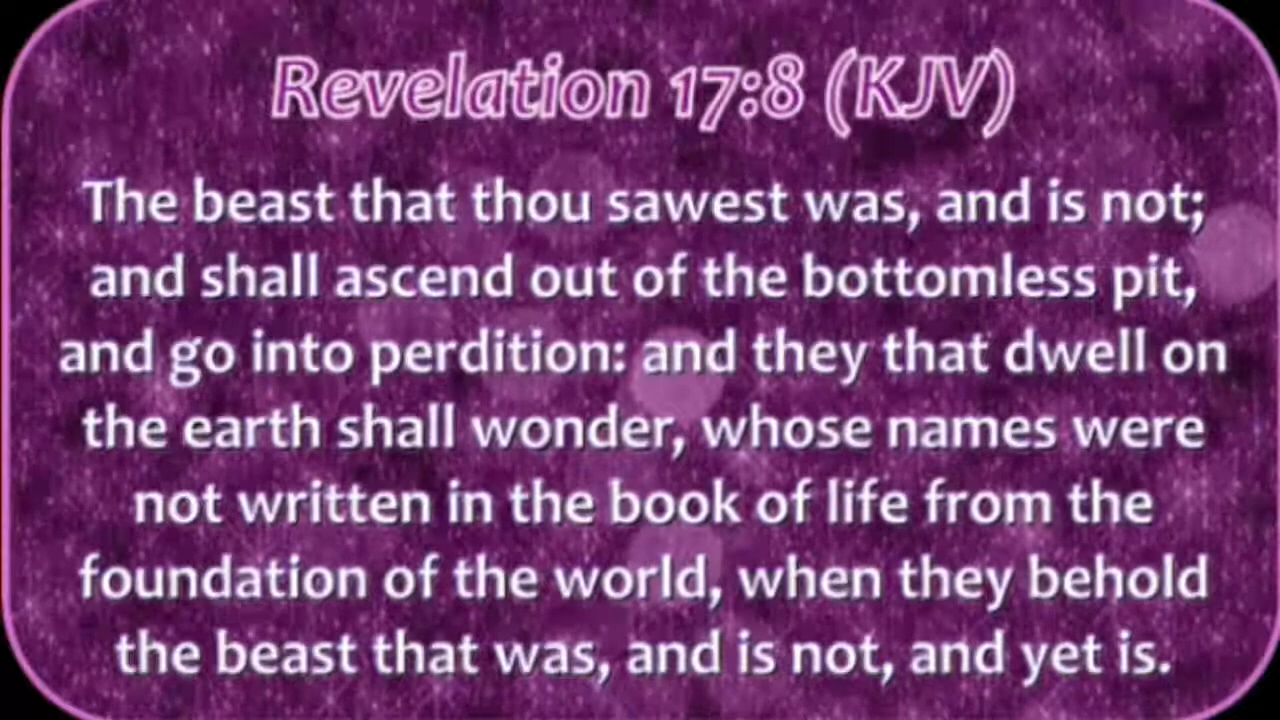 Revelation 17:8 (KJV)
The beast that thou sawest was, and is not;
and shall ascend out of the bottomless pit,
and go into perdition: and they that dwell on
the earth shall wonder, whose names were
not written in the book of life from the
foundation of the world, when they behold
the beast that was, and is not, and yet is.